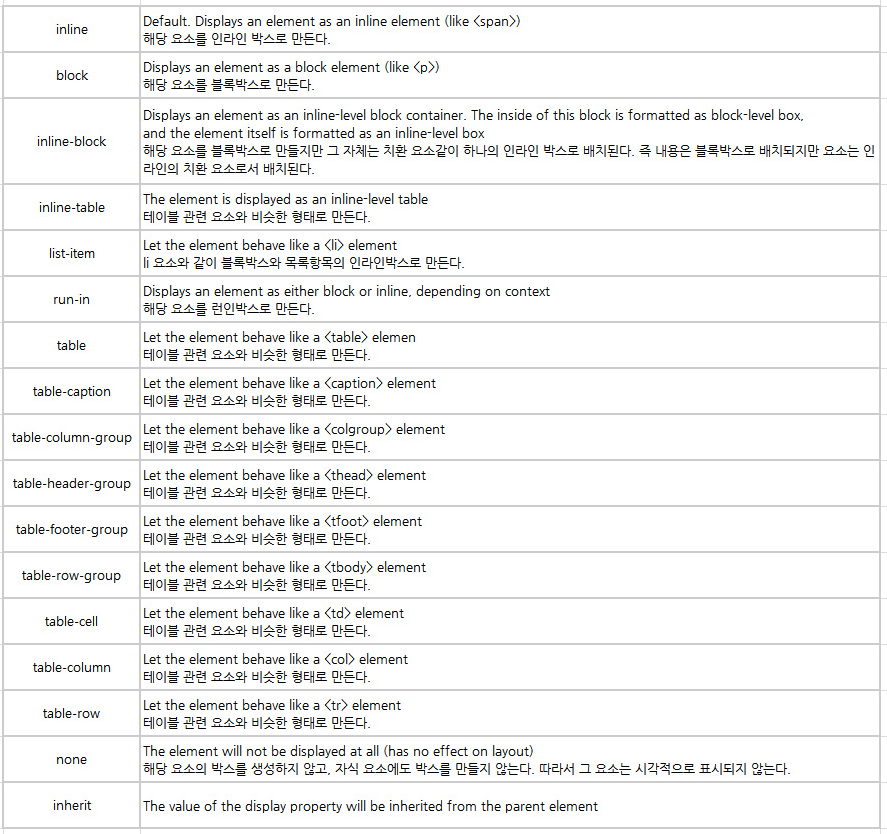 inline
Default. Displays an element as an inline element (like <span>)
해당 요소를 인라인 박스로 만든다.
block
Displays an element as a block element (like <p>)
해당 요소를 블록박스로 만든다.
inline-block
Displays an element as an inline-level block container. The inside of this block is formatted as block-level box,
and the element itself is formatted as an inline-level box
해당 요소를 블록박스로 만들지만 그 자체는 치환 요소같이 하나의 인라인 박스로 배치된다. 즉 내용은 블록박스로 배치되지만 요소는 인
라인의 치환 요소로서 배치된다.
inline-table
The element is displayed as an inline-level table
테이블 관련 요소와 비슷한 형태로 만든다.
list-item
Let the element behave like a <li> element
li 요소와 같이 블록박스와 목록항목의 인라인박스로 만든다.
run-in
Displays an element as either block or inline, depending on context
해당 요소를 런인박스로 만든다.
table
Let the element behave like a <table> elemen
테이블 관련 요소와 비슷한 형태로 만든다.
table-caption
Let the element behave like a <caption> element
테이블 관련 요소와 비슷한 형태로 만든다.
table-column-group
Let the element behave like a <colgroup> element
테이블 관련 요소와 비슷한 형태로 만든다.
table-header-group
Let the element behave like a <thead> element
테이블 관련 요소와 비슷한 형태로 만든다.
table-footer-group
Let the element behave like a <tfoot> element
테이블 관련 요소와 비슷한 형태로 만든다.
table-row-group
Let the element behave like a <tbody> element
테이블 관련 요소와 비슷한 형태로 만든다.
table-cell
Let the element behave like a <td> element
테이블 관련 요소와 비슷한 형태로 만든다.
table-column
Let the element behave like a <col> element
테이블 관련 요소와 비슷한 형태로 만든다.
table-row
Let the element behave like a <tr> element
테이블 관련 요소와 비슷한 형태로 만든다.
none
The element will not be displayed at all (has no effect on layout)
해당 요소의 박스를 생성하지 않고, 자식 요소에도 박스를 만들지 않는다. 따라서 그 요소는 시각적으로 표시되지 않는다.
inherit
The value of the display property will be inherited from the parent element